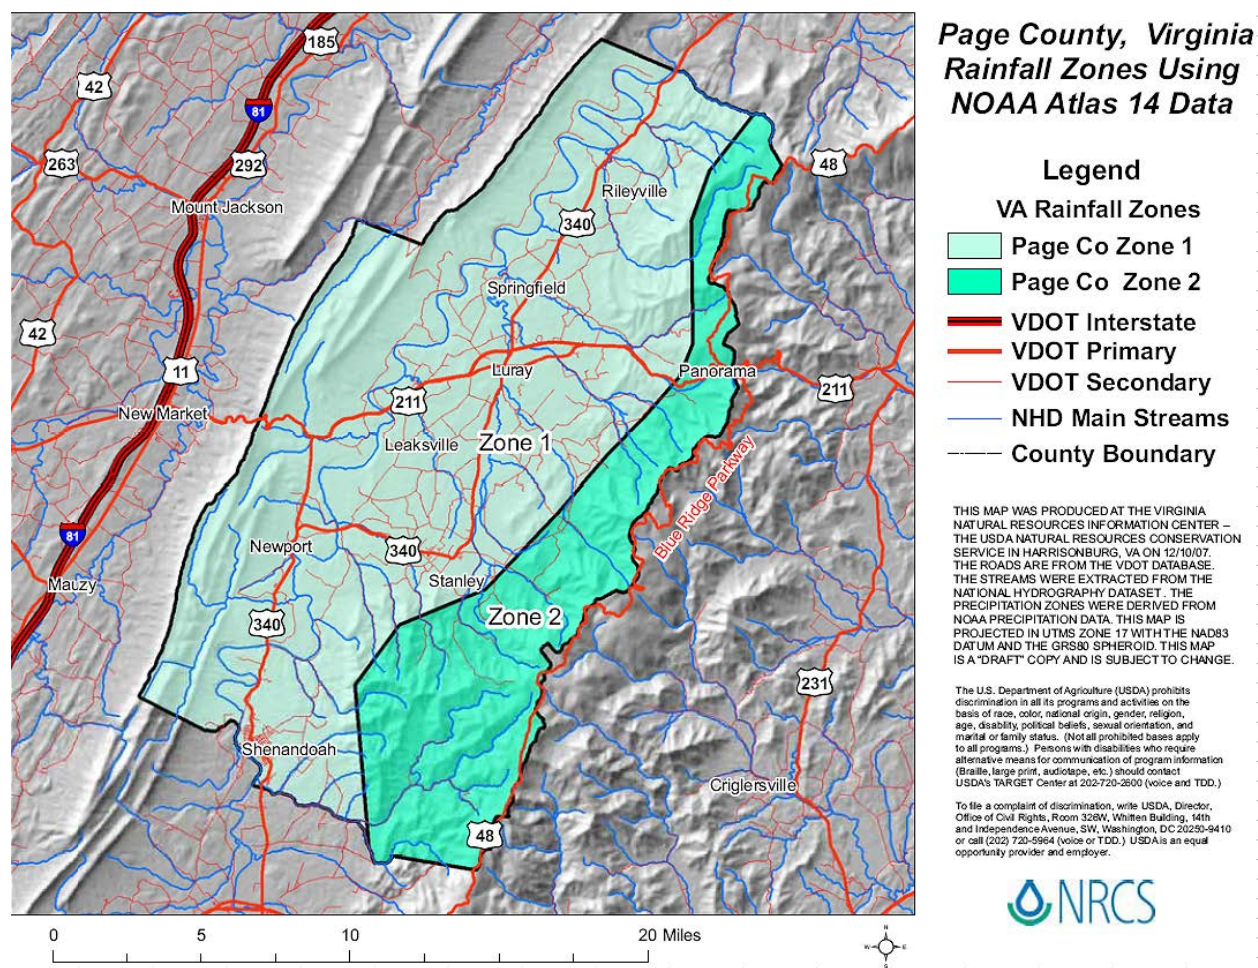 Page County, Virginia
Rainfall Zones Using
NOAA Atlas 14 Data
Legend
VA Rainfall Zones
Page Co Zone 1
Page Co Zone 2
VDOT Interstate
VDOT Primary
VDOT Secondary
NHD Main Streams
County Boundary
THIS MAP WAS PRODUCED AT THE VIRGINIA
NATURAL RESOURCES INFORMATION CENTER –
THE USDA NATURAL RESOURCES CONSERVATION
SERVICE IN HARRISONBURG, VA ON 12/10/07.
THE ROADS ARE FROM THE VDOT DATABASE.
THE STREAMS WERE EXTRACTED FROM THE
NATIONAL HYDROGRAPHY DATASET. THE
PRECIPITATION ZONES WERE DERIVED FROM
NOAA PRECIPITATION DATA. THIS MAP IS
PROJECTED IN UTMS ZONE 17 WITH THE NAD83
DATUM AND THE GRS80 SPHEROID. THIS MAP
IS A "DRAFT" COPY AND IS SUBJECT TO CHANGE.
The U.S. Department of Agriculture (USDA) prohibits
discrimination in all its programs and activities on the
basis of race, color, national origin, gender, religion,
age, disability, political beliefs, sexual orientation, and
marital or family status. (Not all prohibited bases apply
to all programs.) Persons with disabilities who require
alternative means for communication of program information
(Braille, large print, audiotape, etc.) should contact
USDA's TARGET Center at 202-720-2600 (voice and TDD.)
To file a complaint of discrimination, write USDA, Director,
Office of Civil Rights, Room 326W, Whitten Building, 14th
and Independence Avenue, SW, Washington, DC 20250-9410
or call (202) 720-5964 (voice or TDD.) USDA is an equal
opportunity provider and employer.
NRCS
185
42
81
263
292
48
Rileyville
Mount Jackson
340
Springfield
42
11
Luray
Panorama
211
211
New Market
Leaksville
Zone 1
Blue Ridge Parkway
81
Newport
340
Mauzy
Stanley
Zone 2
340
231
Shenandoah
Criglersville
48
0 5 10 20 Miles
N
W E
S